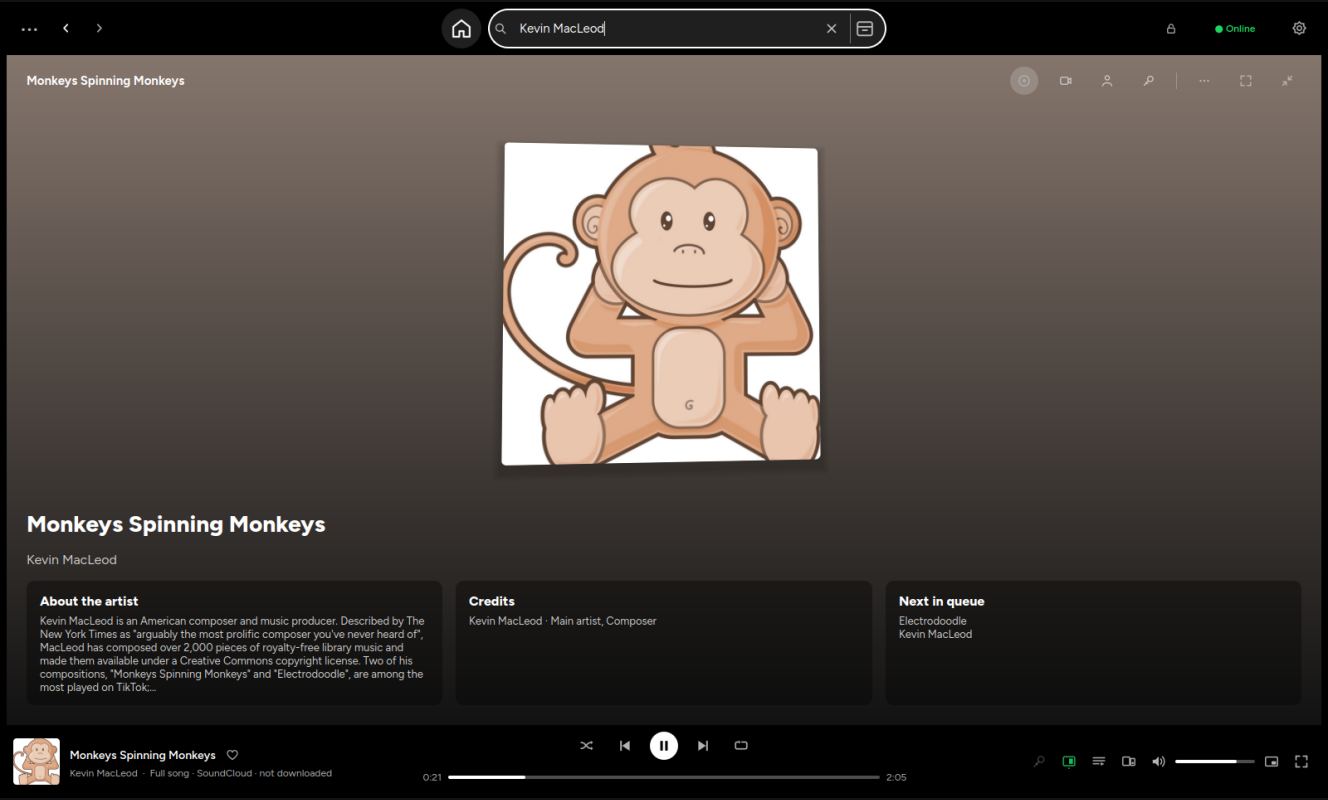 Kevin MacLeod
Online
Monkeys Spinning Monkeys
G
Monkeys Spinning Monkeys
Kevin MacLeod
About the artist
Kevin MacLeod is an American composer and music producer. Described by The
New York Times as "arguably the most prolific composer you've never heard of",
MacLeod has composed over 2,000 pieces of royalty-free library music and
made them available under a Creative Commons copyright license. Two of his
compositions, "Monkeys Spinning Monkeys" and "Electrodoodle", are among the
most played on TikTok;...
Credits
Kevin MacLeod · Main artist, Composer
Next in queue
Electrodoodle
Kevin MacLeod
Monkeys Spinning Monkeys
Kevin MacLeod · Full song · SoundCloud · not downloaded
0:21
2:05